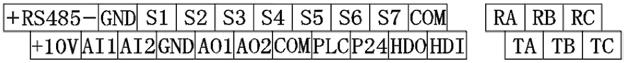 +RS485- GND S1 S2 S3 S4 S5 S6 S7 COM RA RB RC
+10V AI1 AI2 GND AO1 AO2 COM PLC P24 HDO HDI TA TB TC